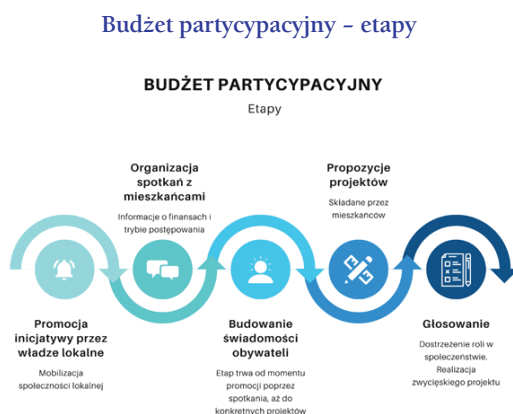 Budżet partycypacyjny – etapy
BUDŻET PARTYCYPACYJNY
Etapy
Promocja
inicjatywy przez
władze lokalne
Mobilizacja
społeczności lokalnej
Organizacja
spotkań z
mieszkańcami
Informacje o finansach i
trybie postępowania
Budowanie
świadomości
obywateli
Etap trwa od momentu
promocji poprzez
spotkania, aż do
konkretnych projektów
Propozycje
projektów
Składane przez
mieszkańców
Głosowanie
Dostrzeżenie roli w
społeczeństwie.
Realizacja
zwycięskiego projektu